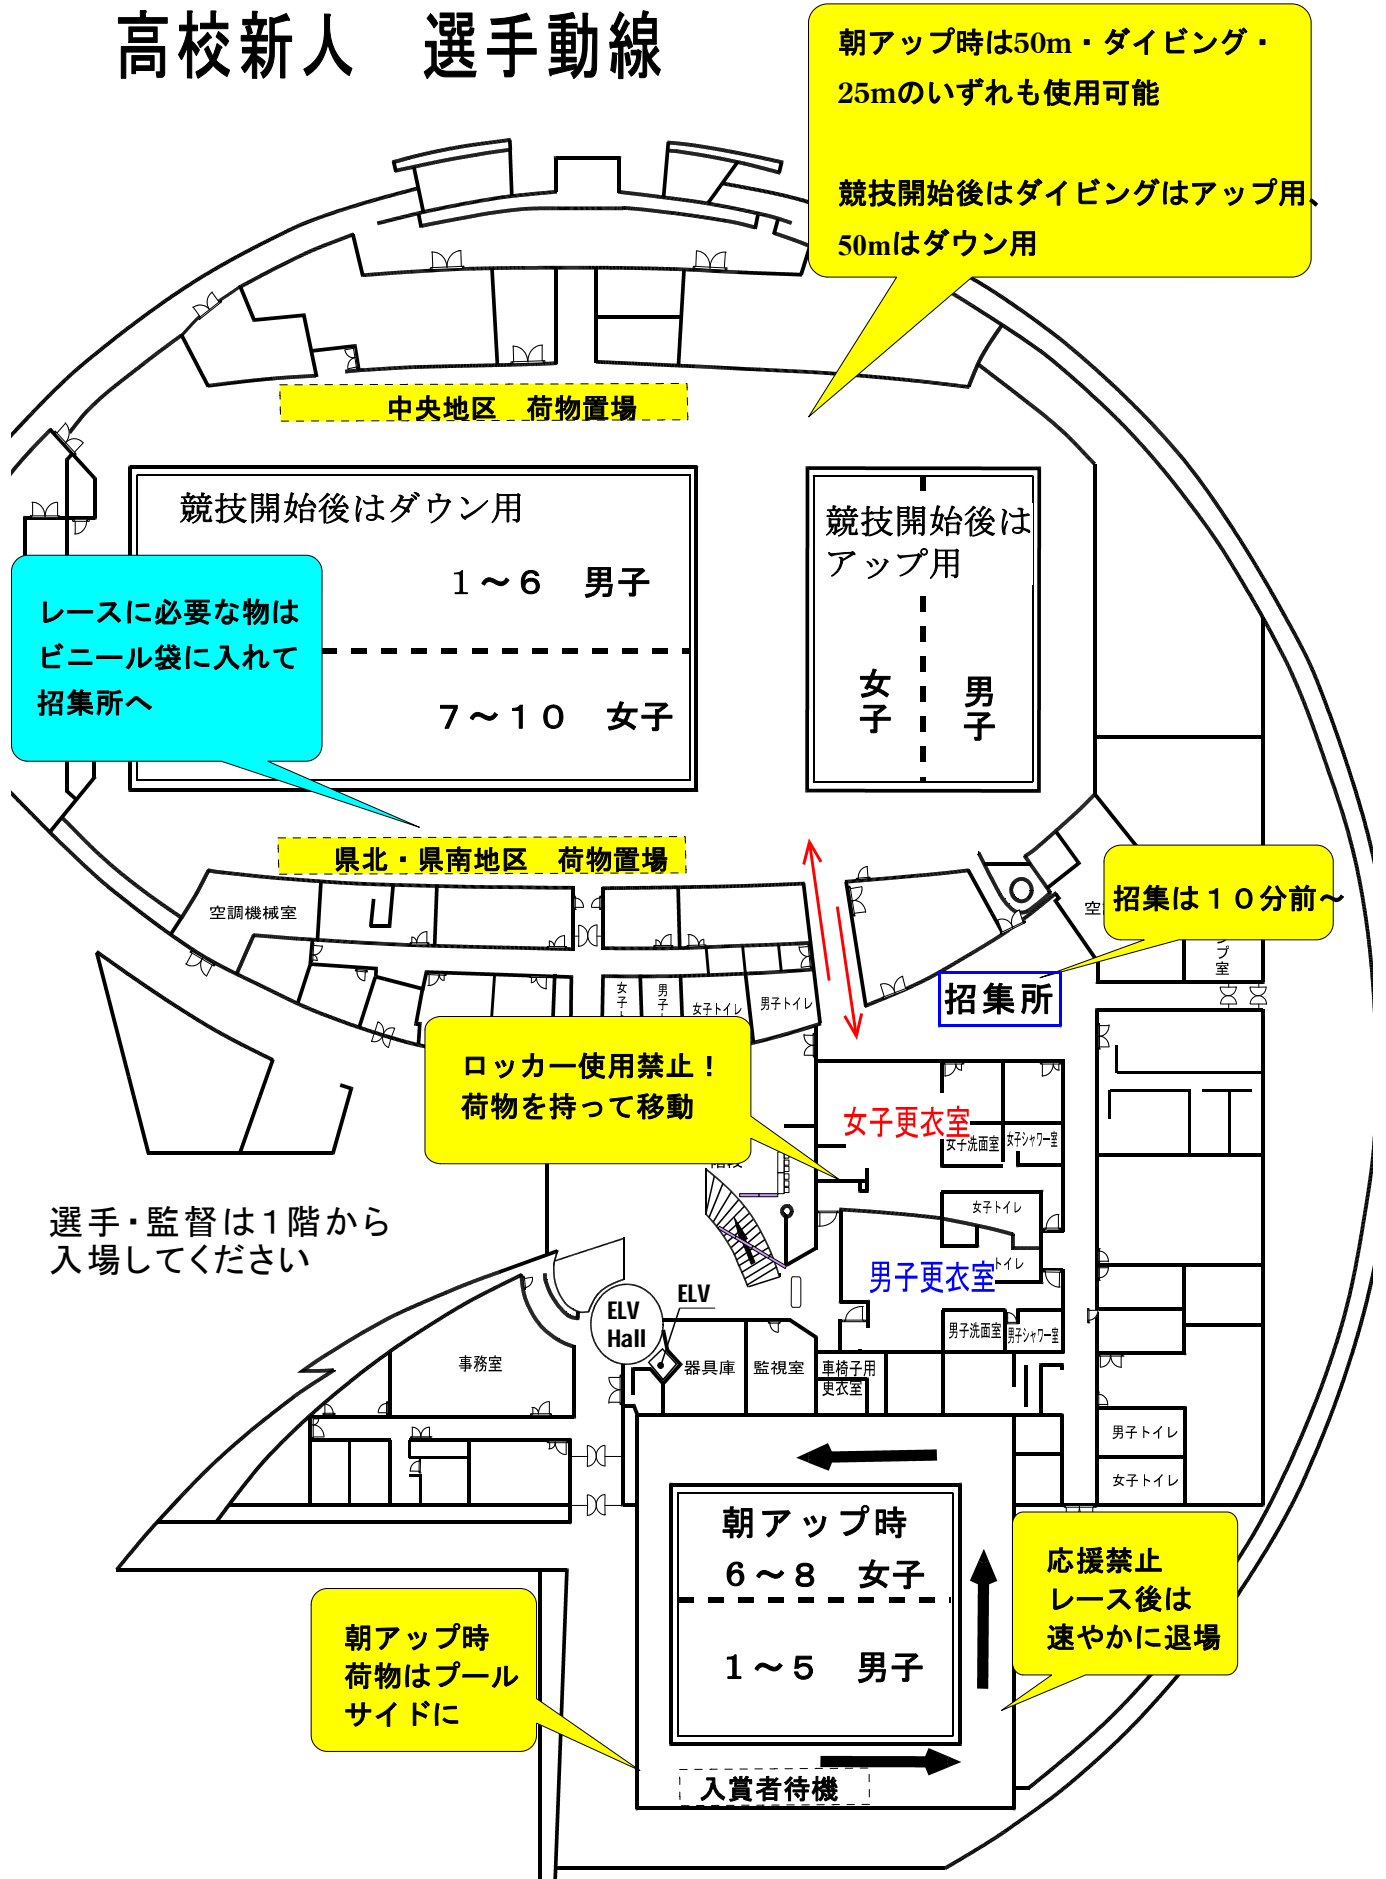 高校新人　選手動線
朝アップ時は50m・ダイビング・
25mのいずれも使用可能
競技開始後はダイビングはアップ用、
50mはダウン用
中央地区　荷物置場
競技開始後はダウン用
１～６　男子
７～１０　女子
競技開始後は
アップ用
女子
男子
レースに必要な物は
ビニール袋に入れて
招集所へ
県北・県南地区　荷物置場
空調機械室
招集は１０分前～
空
プ室
招集所
女子
男子
女子トイレ
男子トイレ
ロッカー使用禁止！
荷物を持って移動
女子更衣室
女子洗面室
女子シャワー室
女子トイレ
選手・監督は１階から
入場してください
男子更衣室
トイレ
男子洗面室
男子シャワー室
ELV
Hall
ELV
事務室
器具庫
監視室
車椅子用
更衣室
男子トイレ
女子トイレ
朝アップ時
６～８　女子
１～５　男子
応援禁止
レース後は
速やかに退場
朝アップ時
荷物はプール
サイドに
入賞者待機